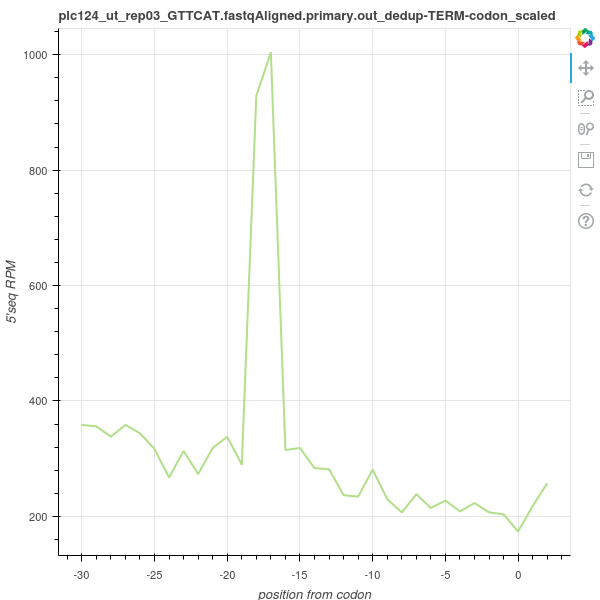 plc124_ut_rep03_GTTCAT.fastqAligned.primary.out_dedup-TERM-codon_scaled
1000
800
600
400
200
5'seq RPM
-30 -25 -20 -15 -10 -5 0
position from codon